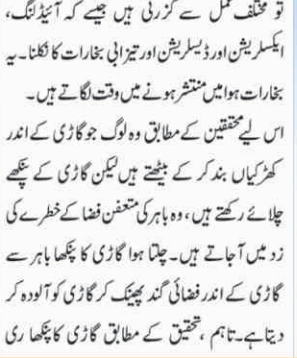 تو مختلف عمل سے گزرتی ہیں جیسے کہ آئیڈلنگ،
ایکسلریشن اور ڈیسلریشن اور تیزابی بخارات کا نکلنا۔ یہ
بخارات ہوا میں منتشر ہونے میں وقت لگاتے ہیں۔
اس لیے محققین کے مطابق وہ لوگ جو گاڑی کے اندر
کھڑکیاں بند کر کے بیٹھتے ہیں لیکن گاڑی کے پنکھے
چلائے رکھتے ہیں، وہ باہر کی متعفن فضا کے خطرے کی
زد میں آ جاتے ہیں۔ چلتا ہوا گاڑی کا پنکھا باہر سے
گاڑی کے اندر فضائی گند پھینک کر گاڑی کو آلودہ کر
دیتا ہے۔ تاہم ، تحقیق کے مطابق گاڑی کا پنکھا ری